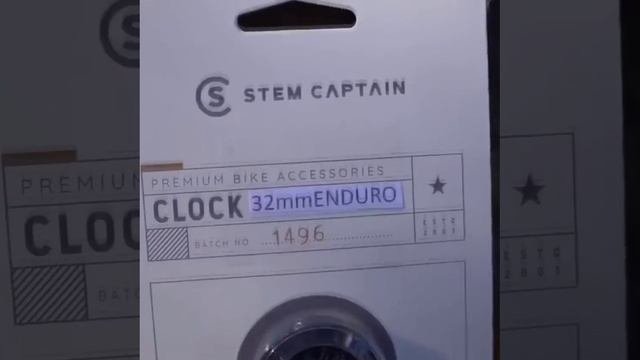 STEM CAPTAIN
PREMIUM BIKE ACCESSORIES
CLOCK 32mmENDURO
BATCH NO 1496
ESTD
2001